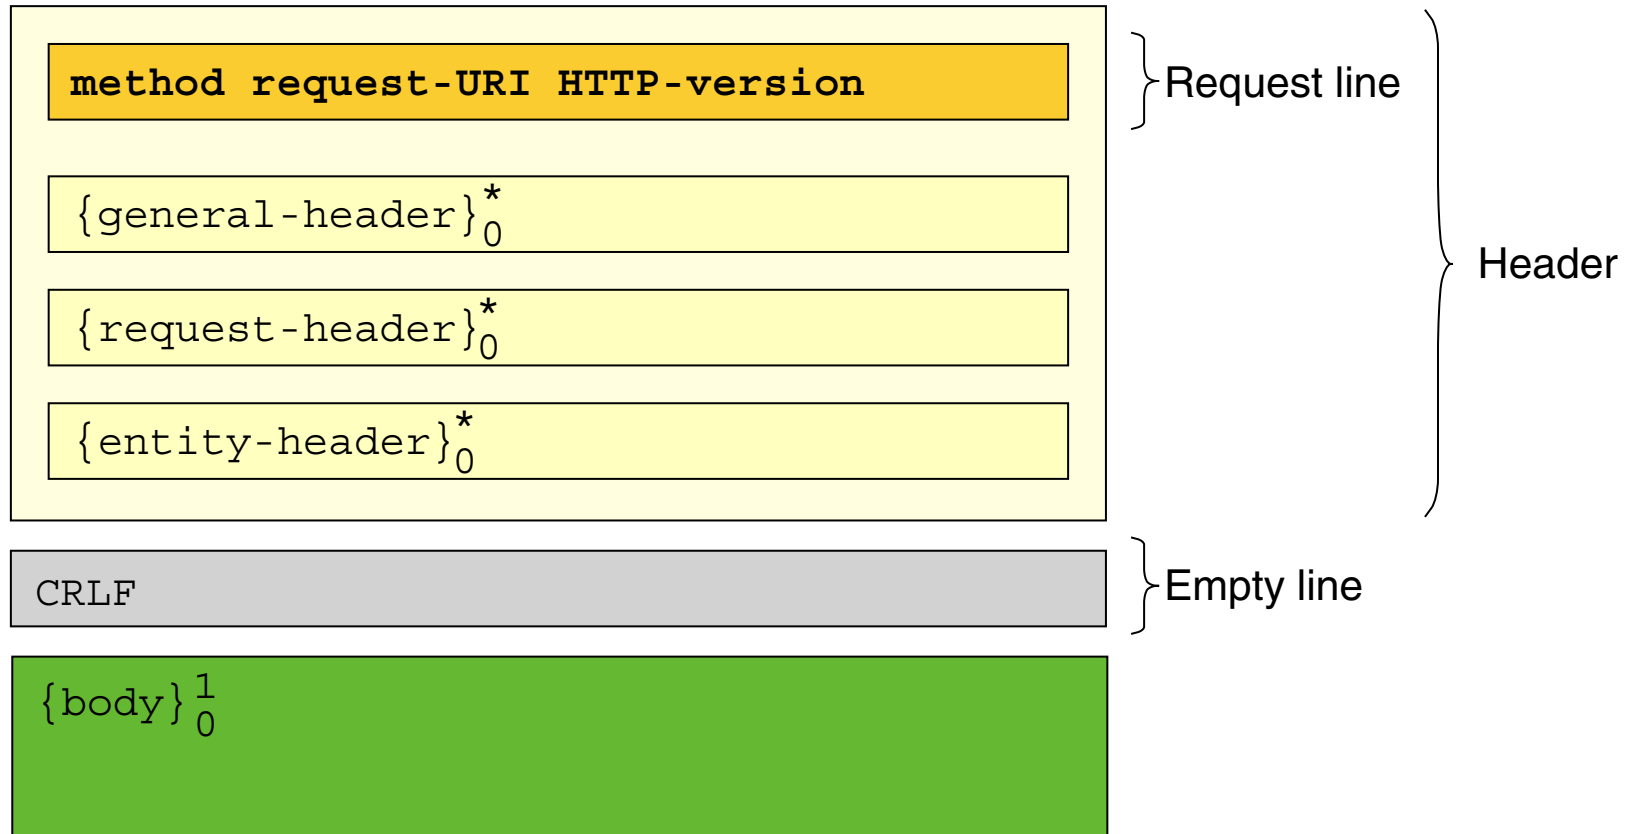 method request-URI HTTP-version
Request line
{general-header}*0
Header
{request-header}*0
{entity-header}*0
CRLF
Empty line
{body}10